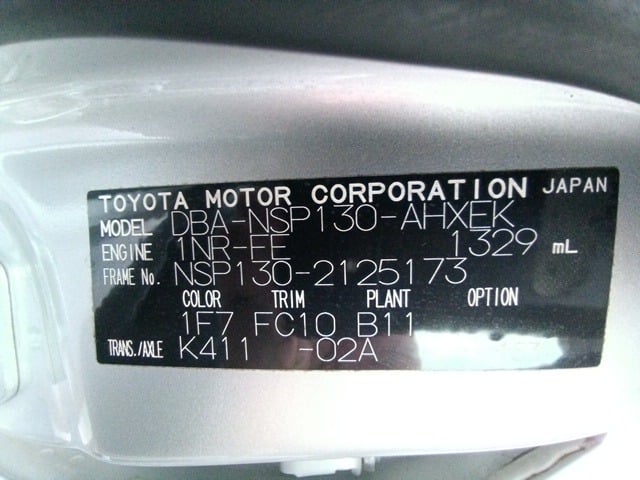 TOYOTA MOTOR CORPORATION JAPAN
MODEL DBA-NSP130-AHXEK
ENGINE 1NR-FE 1329 mL
FRAME No. NSP130-2125173
COLOR TRIM PLANT OPTION
1F7 FC10 B11
TRANS./AXLE K411 -02A